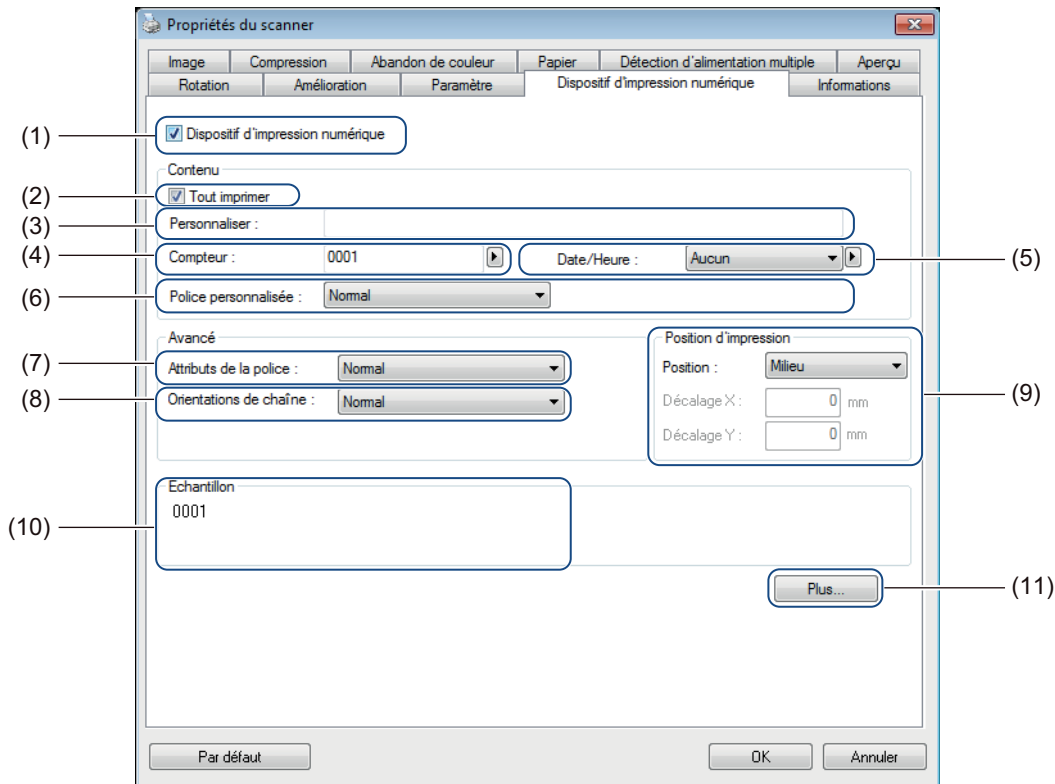 Propriétés du scanner
Image Compression Abandon de couleur Papier Détection d'alimentation multiple Aperçu
Rotation Amélioration Paramètre Dispositif d'impression numérique Informations
(1) Dispositif d'impression numérique
Contenu
(2) Tout imprimer
(3) Personnaliser :
(4) Compteur : 0001 Date/Heure : Aucun (5)
(6) Police personnalisée : Normal
Avancé Position d'impression
(7) Attributs de la police : Normal Position : Milieu
(8) Orientations de chaîne : Normal Décalage X : 0 mm (9)
Décalage Y : 0 mm
Echantillon
0001
(10)
Plus... (11)
Par défaut OK Annuler